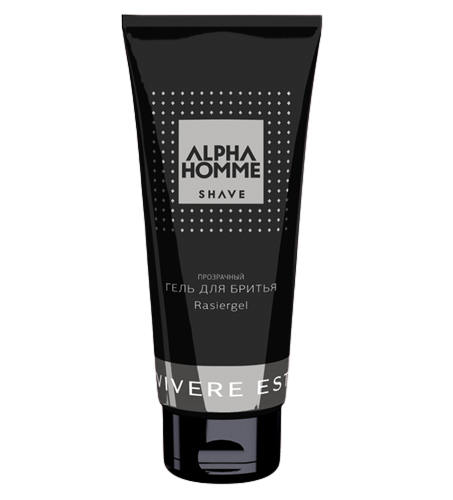 ALPHA
HOMME
SHAVE
ПРОЗРАЧНЫЙ
ГЕЛЬ ДЛЯ БРИТЬЯ
Rasiergel
VIVERE EST